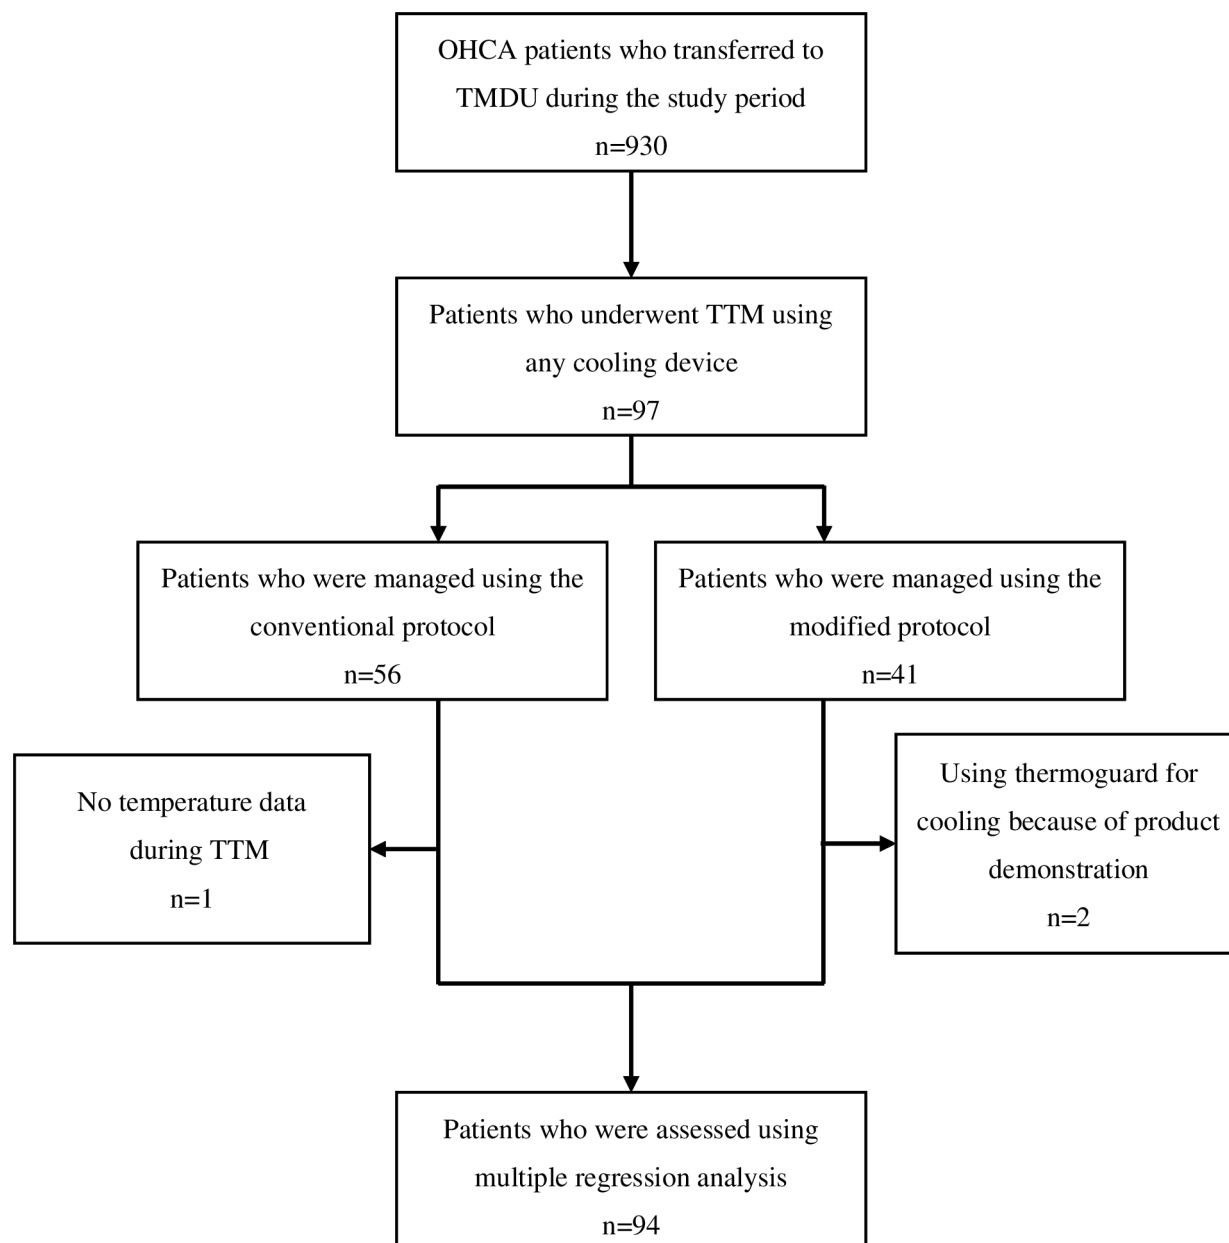 OHCA patients who transferred to
TMDU during the study period
n=930
Patients who underwent TTM using
any cooling device
n=97
Patients who were managed using the
conventional protocol
n=56
Patients who were managed using the
modified protocol
n=41
No temperature data
during TTM
n=1
Using thermoguard for
cooling because of product
demonstration
n=2
Patients who were assessed using
multiple regression analysis
n=94